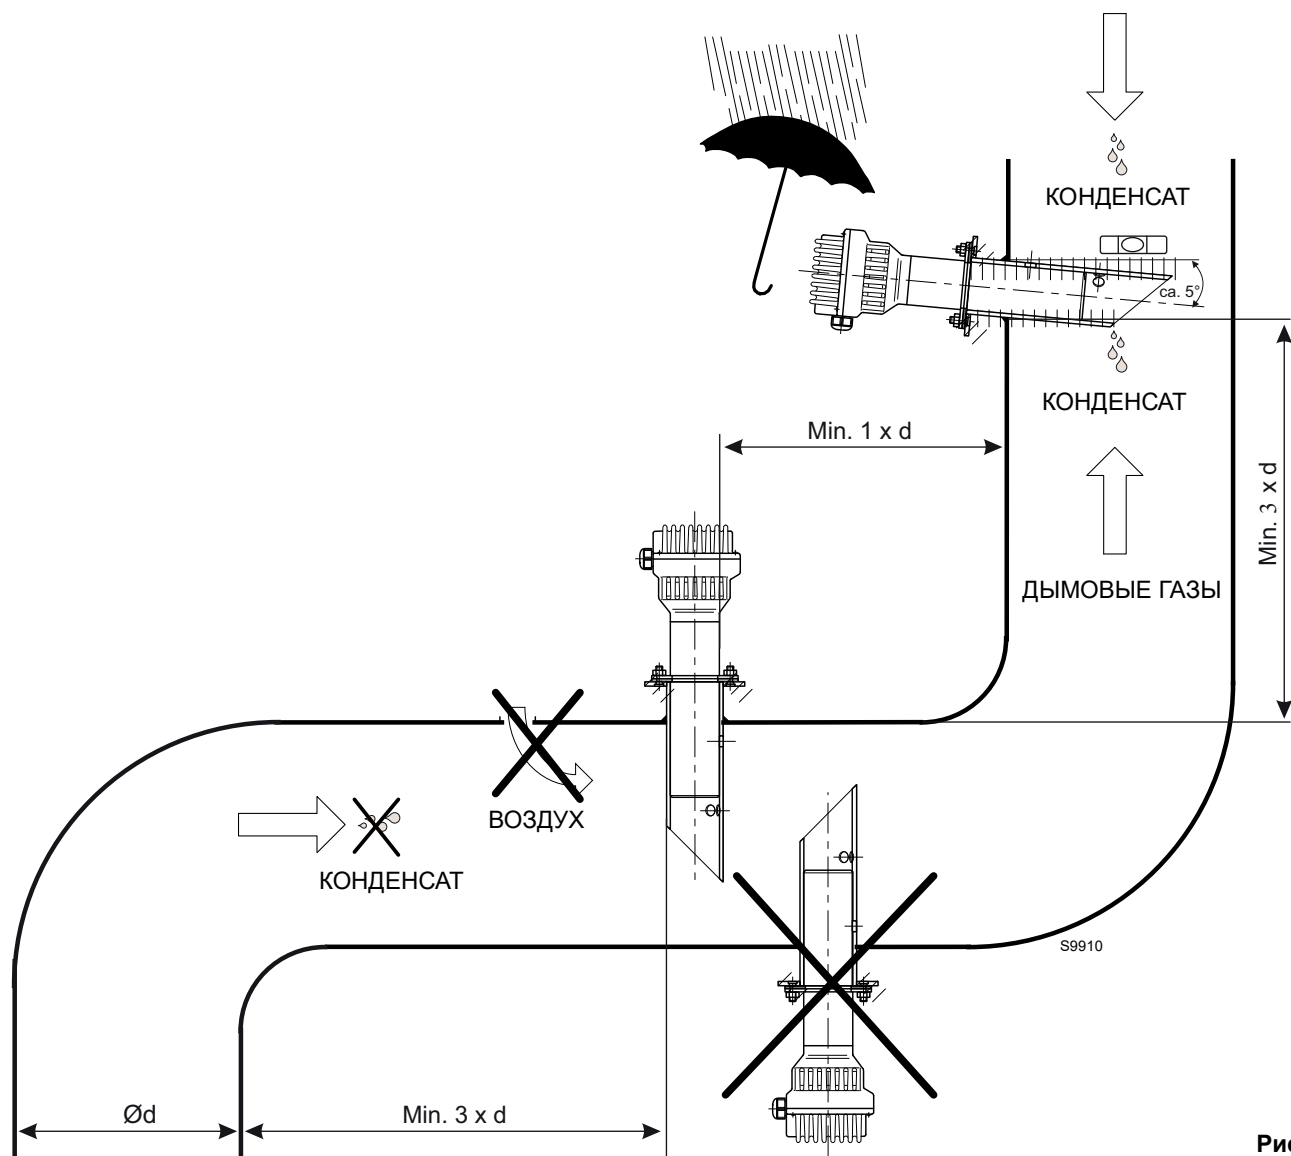 КОНДЕНСАТ
ca. 5°
КОНДЕНСАТ
Min. 1 x d
Min. 3 x d
ДЫМОВЫЕ ГАЗЫ
ВОЗДУХ
КОНДЕНСАТ
S9910
Ød
Min. 3 x d